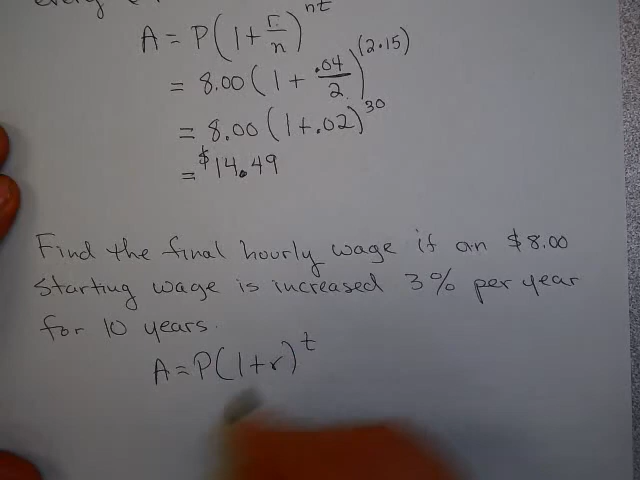 nt
A = P(1 + r/n)
= 8.00 (1 + .04/2)^(2·15)
= 8.00 (1+.02)^30
= $14.49
Find the final hourly wage if an $8.00
starting wage is increased 3% per year
for 10 years.
A = P(1+r)^t